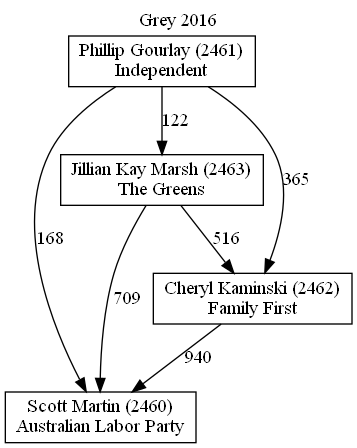 Grey 2016
Phillip Gourlay (2461)
Independent
122
Jillian Kay Marsh (2463)
The Greens
365
168
516
Cheryl Kaminski (2462)
Family First
709
940
Scott Martin (2460)
Australian Labor Party